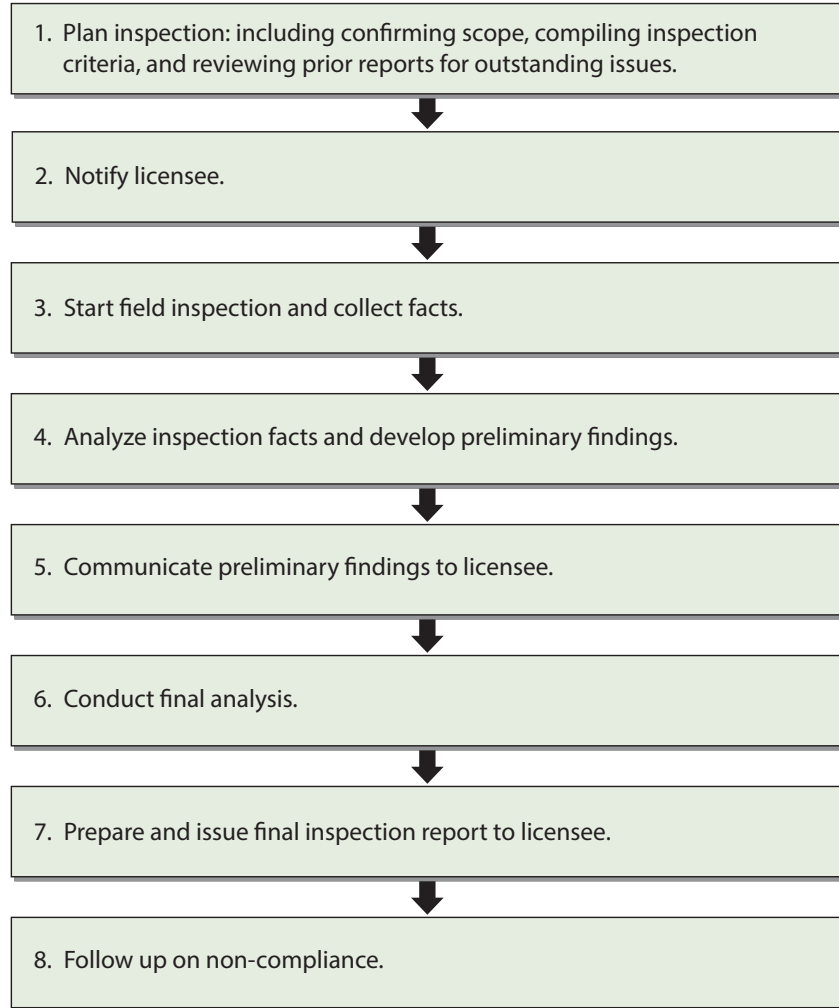 1. Plan inspection: including confirming scope, compiling inspection
criteria, and reviewing prior reports for outstanding issues.
2. Notify licensee.
3. Start field inspection and collect facts.
4. Analyze inspection facts and develop preliminary findings.
5. Communicate preliminary findings to licensee.
6. Conduct final analysis.
7. Prepare and issue final inspection report to licensee.
8. Follow up on non-compliance.